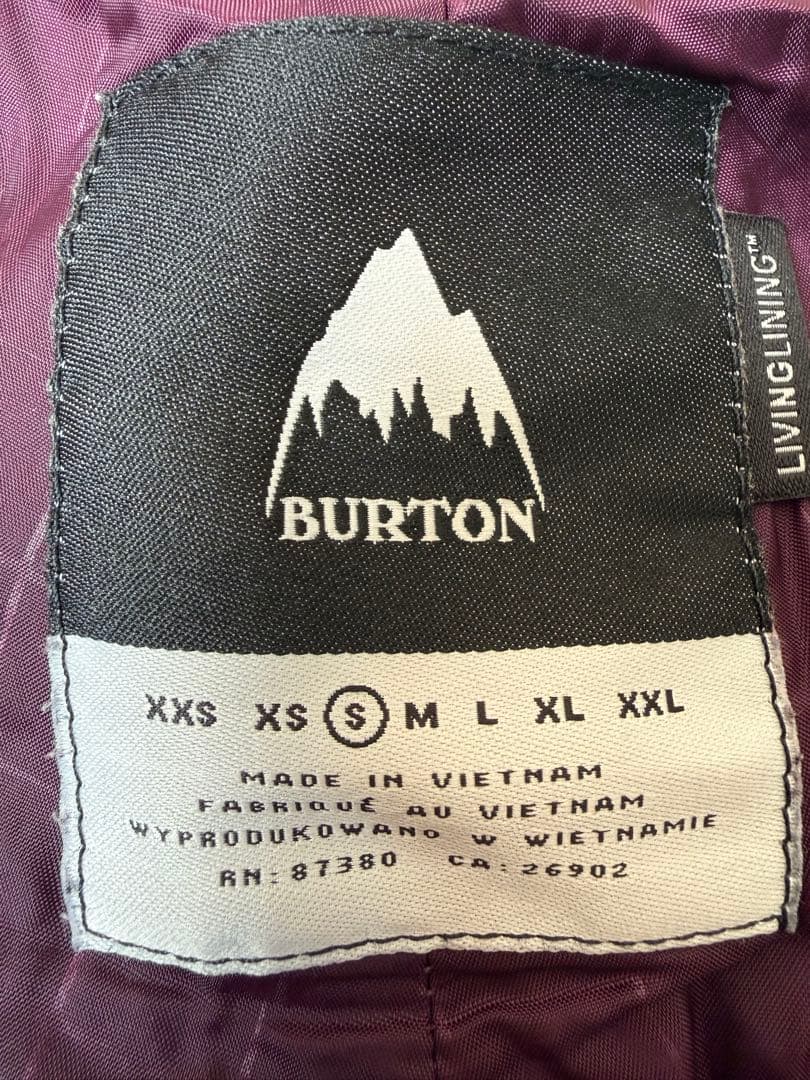 BURTON
LIVINGLINING™
XXS XS S M L XL XXL
MADE IN VIETNAM
FABRIQUÉ AU VIETNAM
WYPRODUKOWANO W WIETNAMIE
RN: 87380 CA: 26902